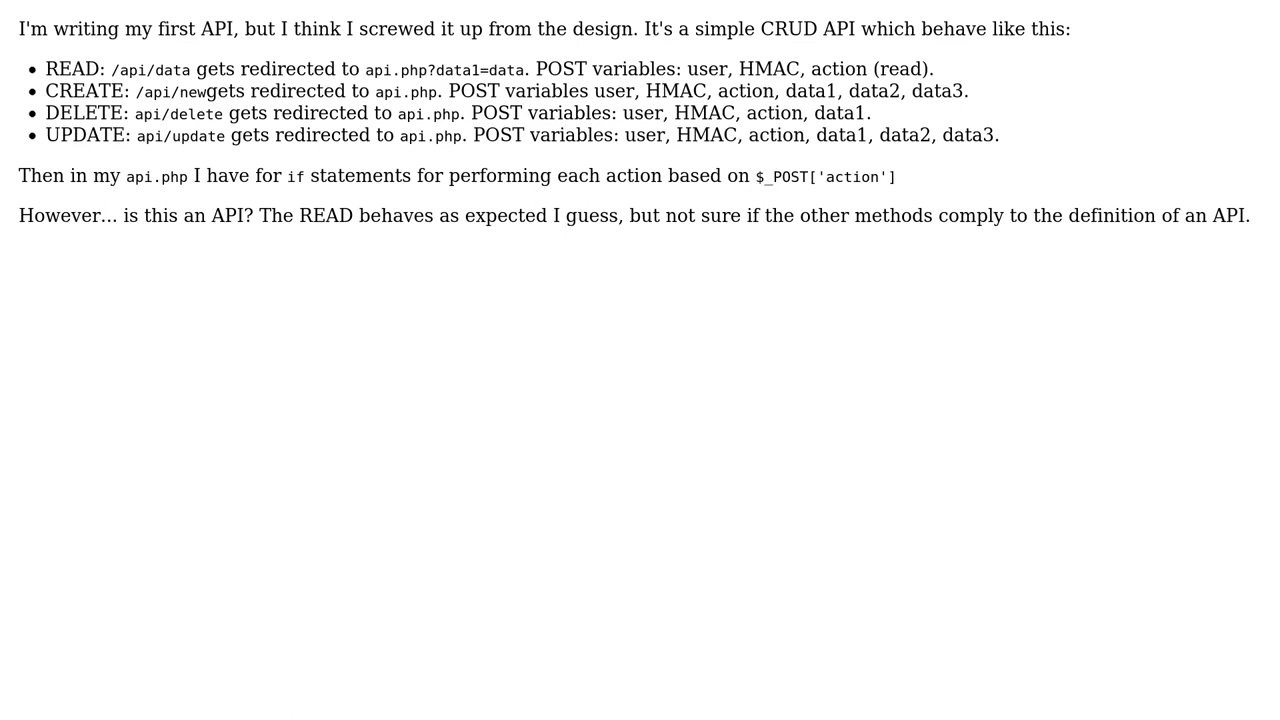 I'm writing my first API, but I think I screwed it up from the design. It's a simple CRUD API which behave like this:
• READ: /api/data gets redirected to api.php?data1=data. POST variables: user, HMAC, action (read).
• CREATE: /api/newgets redirected to api.php. POST variables user, HMAC, action, data1, data2, data3.
• DELETE: api/delete gets redirected to api.php. POST variables: user, HMAC, action, data1.
• UPDATE: api/update gets redirected to api.php. POST variables: user, HMAC, action, data1, data2, data3.
Then in my api.php I have for if statements for performing each action based on $_POST['action']
However... is this an API? The READ behaves as expected I guess, but not sure if the other methods comply to the definition of an API.